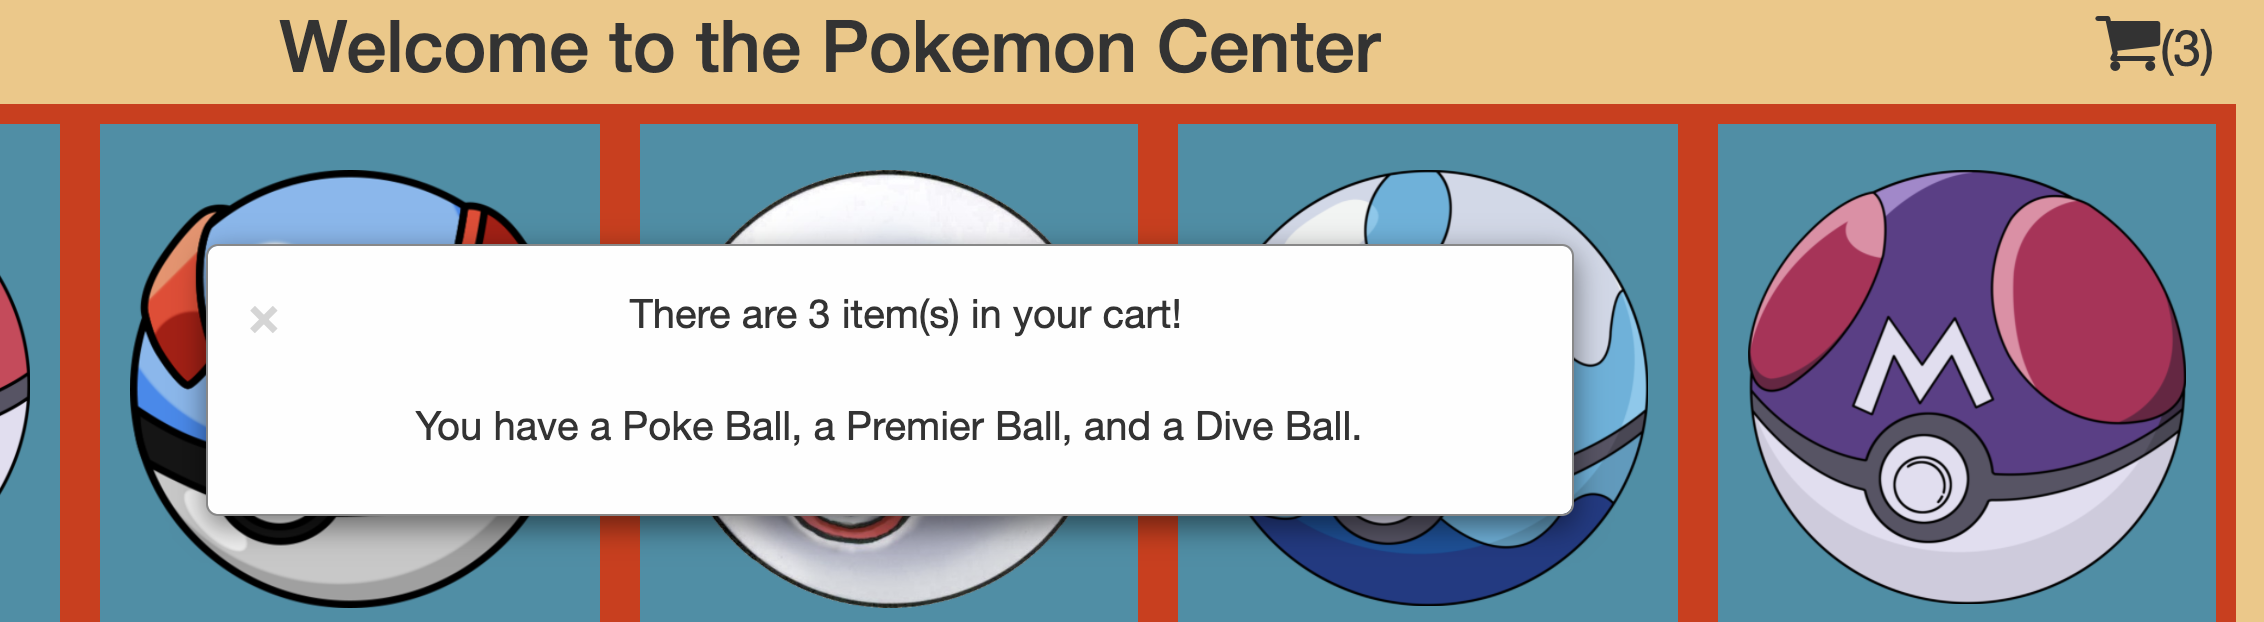 Welcome to the Pokemon Center
(3)
×
There are 3 item(s) in your cart!
You have a Poke Ball, a Premier Ball, and a Dive Ball.
M